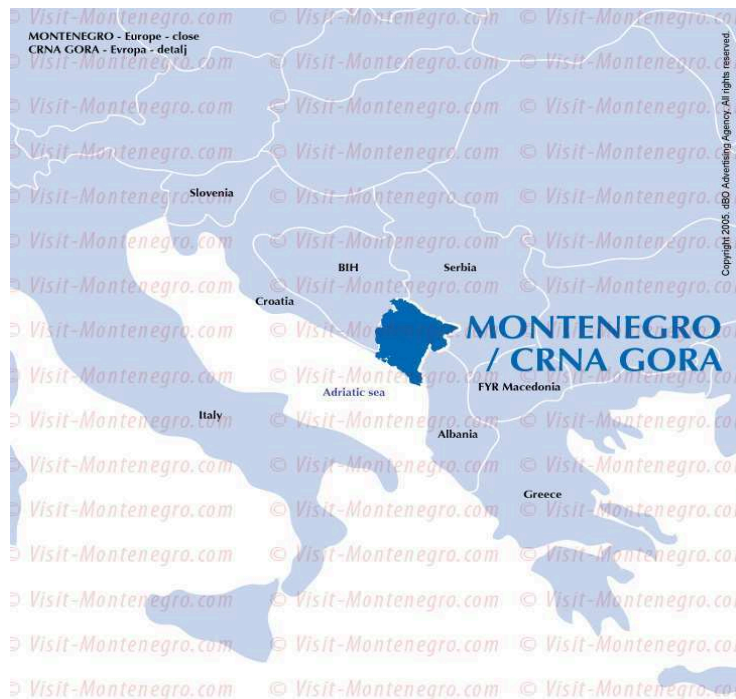 MONTENEGRO - Europe - close
CRNA GORA - Evropa - detalj
Copyright 2005. dBO Advertising Agency, All rights reserved.
Slovenia
BIH
Serbia
Croatia
MONTENEGRO
/ CRNA GORA
Adriatic sea
FYR Macedonia
Italy
Albania
Greece
© Visit-Montenegro.com